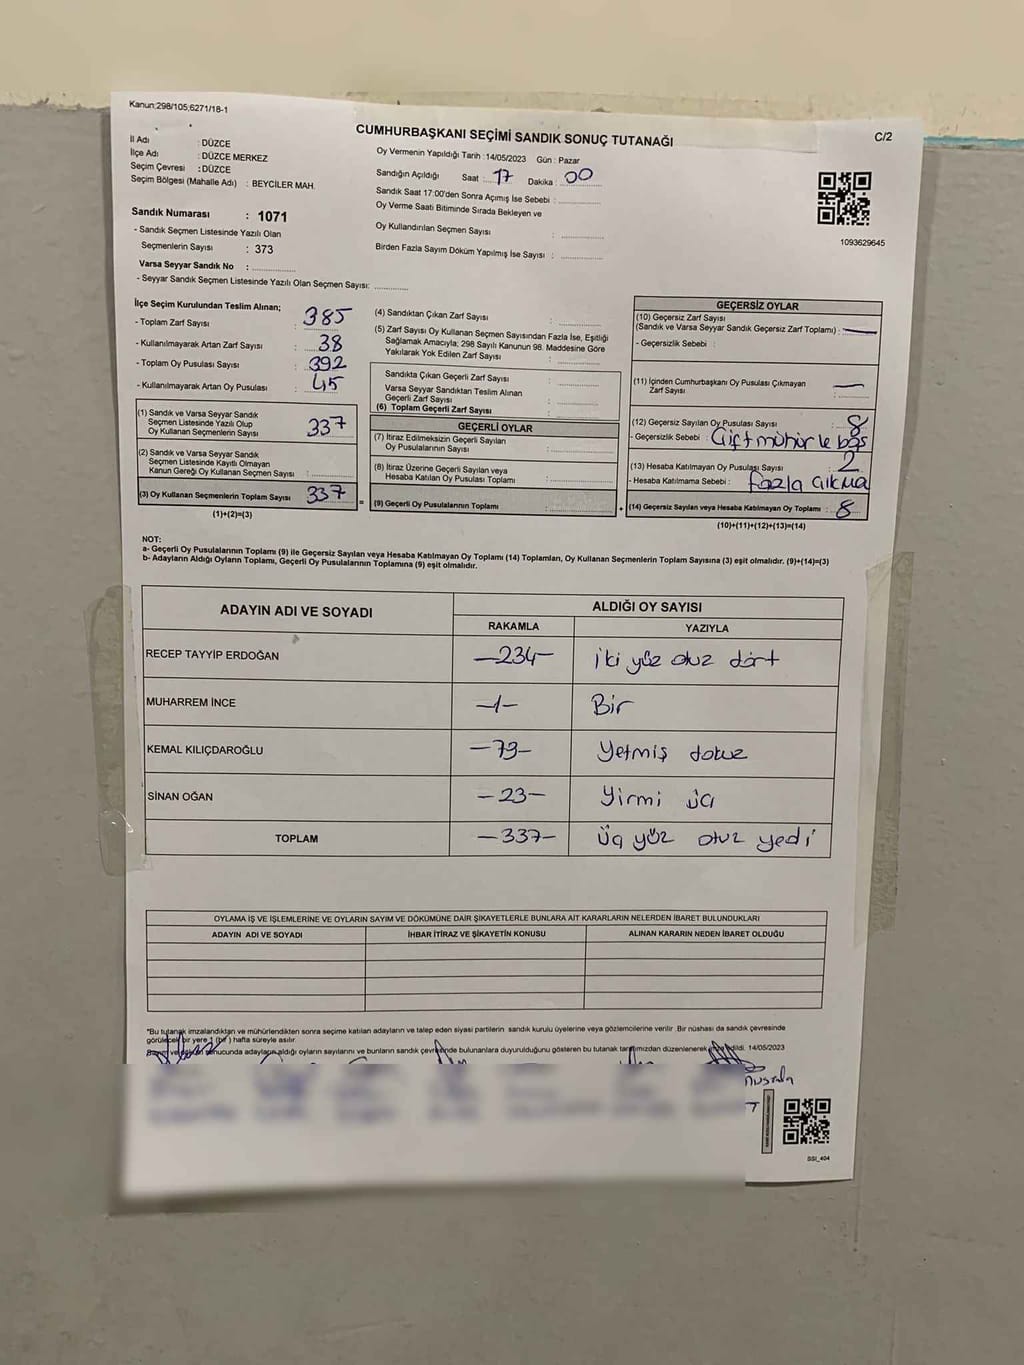 Kanun;298/105;6271/18-1
CUMHURBAŞKANI SEÇİMİ SANDIK SONUÇ TUTANAĞI
C/2
İl Adı : DÜZCE
İlçe Adı : DÜZCE MERKEZ
Seçim Çevresi : DÜZCE
Seçim Bölgesi (Mahalle Adı) : BEYCİLER MAH.
Sandık Numarası : 1071
- Sandık Seçmen Listesinde Yazılı Olan
Seçmenlerin Sayısı : 373
Varsa Seyyar Sandık No : ..............
- Seyyar Sandık Seçmen Listesinde Yazılı Olan Seçmen Sayısı: ............
Oy Vermenin Yapıldığı Tarih : 14/05/2023 Gün : Pazar
Sandığın Açıldığı Saat : 17 Dakika : 00
Sandık Saat 17:00'den Sonra Açımış İse Sebebi : ..............
Oy Verme Saati Bitiminde Sırada Bekleyen ve
Oy Kullandırılan Seçmen Sayısı : ..............
Birden Fazla Sayım Döküm Yapılmış İse Sayısı : ..............
1093629645
İlçe Seçim Kurulundan Teslim Alınan;
- Toplam Zarf Sayısı : 385
- Kullanılmayarak Artan Zarf Sayısı : 38
- Toplam Oy Pusulası Sayısı : 392
- Kullanılmayarak Artan Oy Pusulası : 45
(1) Sandık ve Varsa Seyyar Sandık
Seçmen Listesinde Yazılı Olup
Oy Kullanan Seçmenlerin Sayısı : 337
(2) Sandık ve Varsa Seyyar Sandık
Seçmen Listesinde Kayıtlı Olmayan
Kanun Gereği Oy Kullanan Seçmen Sayısı : ..............
(3) Oy Kullanan Seçmenlerin Toplam Sayısı : 337
(1)+(2)=(3)
(4) Sandıktan Çıkan Zarf Sayısı : ..............
(5) Zarf Sayısı Oy Kullanan Seçmen Sayısından Fazla İse, Eşitliği
Sağlamak Amacıyla; 298 Sayılı Kanunun 98. Maddesine Göre
Yakılarak Yok Edilen Zarf Sayısı : ..............
Sandıkta Çıkan Geçerli Zarf Sayısı : ..............
Varsa Seyyar Sandıktan Teslim Alınan
Geçerli Zarf Sayısı : ..............
(6) Toplam Geçerli Zarf Sayısı : ..............
GEÇERLİ OYLAR
(7) İtiraz Edilmeksizin Geçerli Sayılan
Oy Pusulalarının Sayısı : ..............
(8) İtiraz Üzerine Geçerli Sayılan veya
Hesaba Katılan Oy Pusulası Toplamı : ..............
(9) Geçerli Oy Pusulalarının Toplamı : ..............
GEÇERSİZ OYLAR
(10) Geçersiz Zarf Sayısı
(Sandık ve Varsa Seyyar Sandık Geçersiz Zarf Toplamı) : —
- Geçersizlik Sebebi :
(11) İçinden Cumhurbaşkanı Oy Pusulası Çıkmayan
Zarf Sayısı : —
(12) Geçersiz Sayılan Oy Pusulası Sayısı : 8
- Geçersizlik Sebebi : Çift mühür le bas
(13) Hesaba Katılmayan Oy Pusulası Sayısı : 2
- Hesaba Katılmama Sebebi : fazla çıkma
(14) Geçersiz Sayılan veya Hesaba Katılmayan Oy Toplamı : 8
(10)+(11)+(12)+(13)=(14)
NOT:
a- Geçerli Oy Pusulalarının Toplamı (9) ile Geçersiz Sayılan veya Hesaba Katılmayan Oy Toplamı (14) Toplamları, Oy Kullanan Seçmenlerin Toplam Sayısına (3) eşit olmalıdır. (9)+(14)=(3)
b- Adayların Aldığı Oyların Toplamı, Geçerli Oy Pusulalarının Toplamına (9) eşit olmalıdır.
ADAYIN ADI VE SOYADI
ALDIĞI OY SAYISI
RAKAMLA YAZIYLA
RECEP TAYYİP ERDOĞAN —234— iki yüz otuz dört
MUHARREM İNCE —1— Bir
KEMAL KILIÇDAROĞLU —79— Yetmiş dokuz
SİNAN OĞAN —23— Yirmi üç
TOPLAM —337— üç yüz otuz yedi
OYLAMA İŞ VE İŞLEMLERİNE VE OYLARIN SAYIM VE DÖKÜMÜNE DAİR ŞİKAYETLERLE BUNLARA AİT KARARLARIN NELERDEN İBARET BULUNDUKLARI
ADAYIN ADI VE SOYADI İHBAR İTİRAZ VE ŞİKAYETİN KONUSU ALINAN KARARIN NEDEN İBARET OLDUĞU
*Bu tutanak imzalandıktan ve mühürlendikten sonra seçime katılan adayların ve talep eden siyasi partilerin sandık kurulu üyelerine veya gözlemcilerine verilir. Bir nüshası da sandık çevresinde
görülecek bir yere 1 (bir) hafta süreyle asılır.
sonucunda adayların aldığı oyların sayılarını ve bunların sandık çevresinde bulunanlara duyurulduğunu gösteren bu tutanak tarafımızdan düzenlenerek imza edildi. 14/05/2023
SSI_404